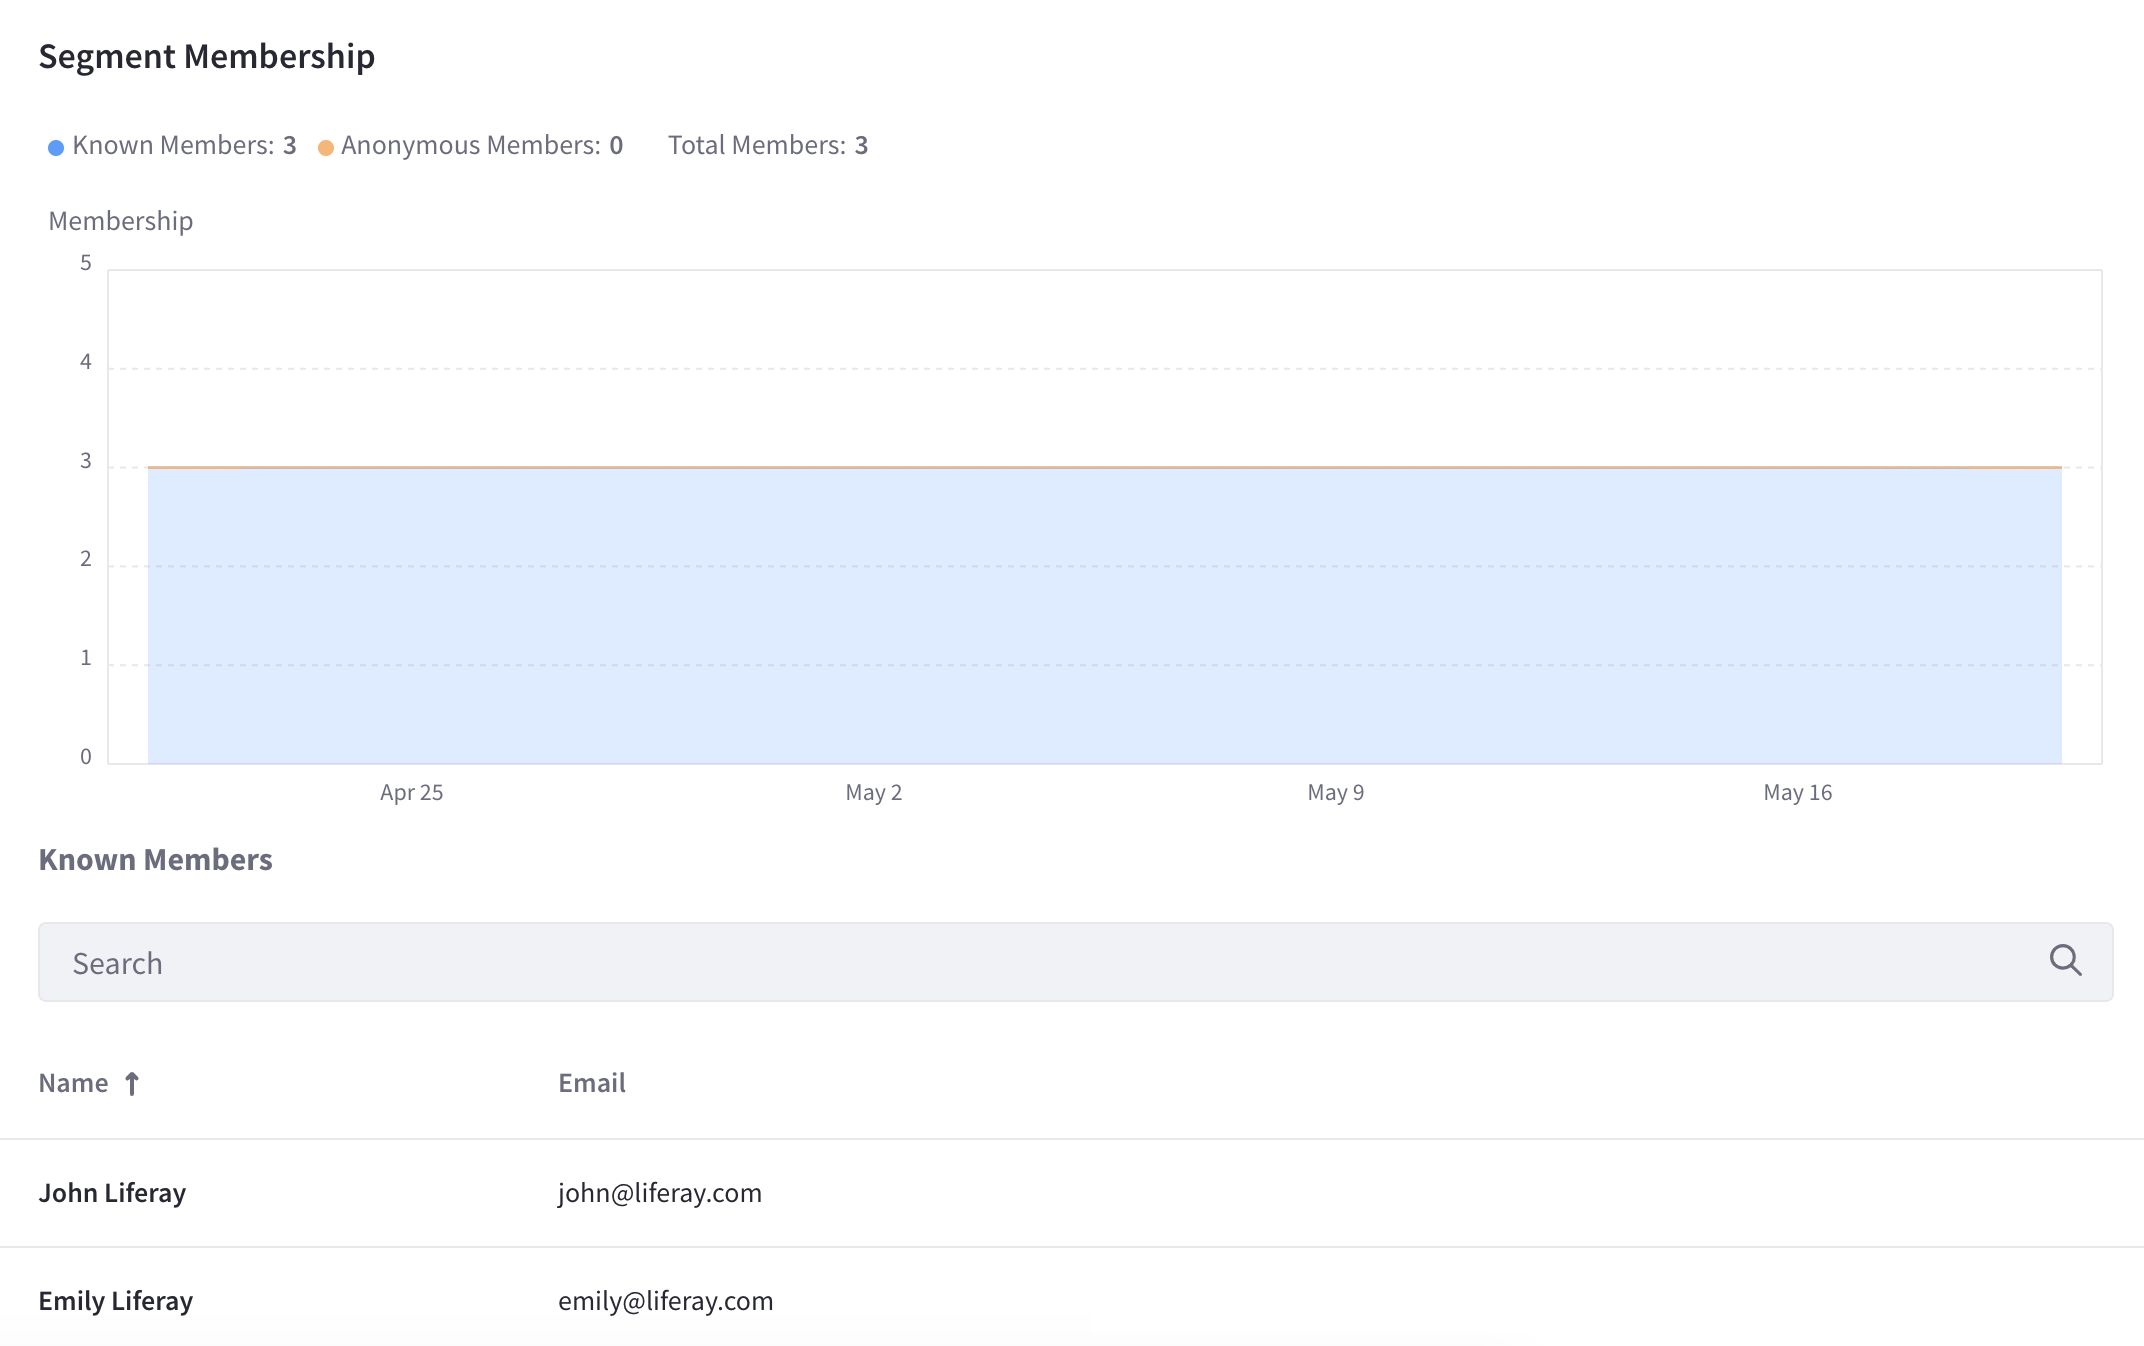 Segment Membership
Known Members: 3 Anonymous Members: 0 Total Members: 3
Membership
5
4
3
2
1
0
Apr 25 May 2 May 9 May 16
Known Members
Search
Name Email
John Liferay john@liferay.com
Emily Liferay emily@liferay.com